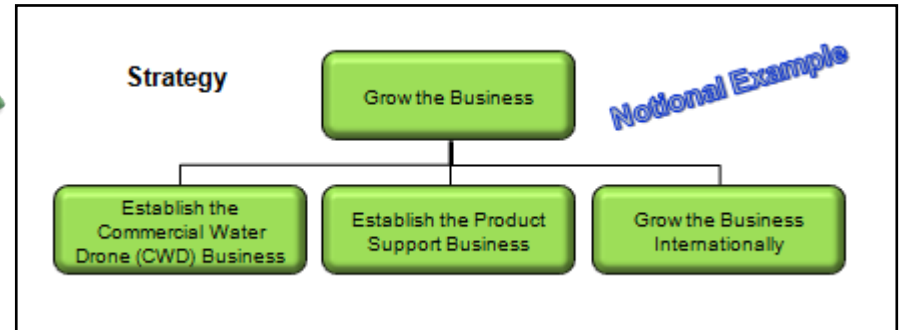 Strategy
Grow the Business
Notional Example
Establish the
Commercial Water
Drone (CWD) Business
Establish the Product
Support Business
Grow the Business
Internationally